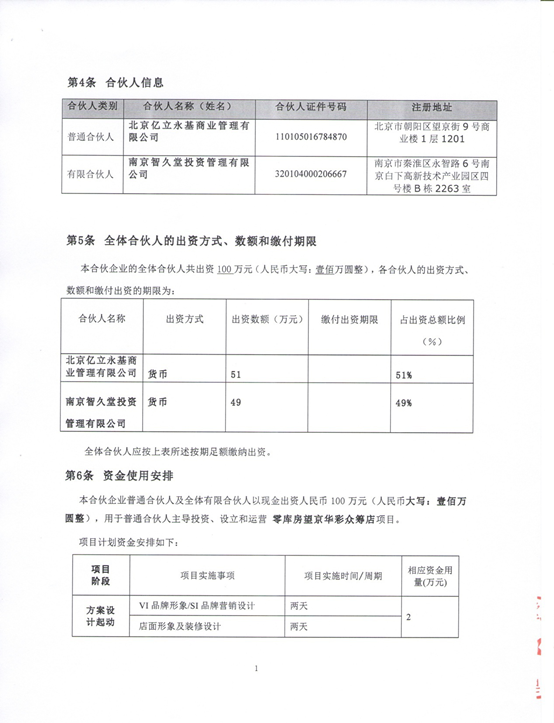 第4条 合伙人信息
合伙人类别 合伙人名称（姓名） 合伙人证件号码 注册地址
普通合伙人 北京亿立永基商业管理有限公司 110105016784870 北京市朝阳区望京街 9 号商业楼 1 层 1201
有限合伙人 南京智久堂投资管理有限公司 320104000206667 南京市秦淮区永智路 6 号南京白下高新技术产业园区四号楼 B 栋 2263 室
第5条 全体合伙人的出资方式、数额和缴付期限
本合伙企业的全体合伙人共出资 100 万元（人民币大写：壹佰万圆整），各合伙人的出资方式、
数额和缴付出资的期限为：
合伙人名称 出资方式 出资数额（万元） 缴付出资期限 占出资总额比例（%）
北京亿立永基商业管理有限公司 货币 51 51%
南京智久堂投资管理有限公司 货币 49 49%
全体合伙人应按上表所述按期足额缴纳出资。
第6条 资金使用安排
本合伙企业普通合伙人及全体有限合伙人以现金出资人民币 100 万元（人民币大写：壹佰万
圆整），用于普通合伙人主导投资、设立和运营 零库房望京华彩众筹店项目。
项目计划资金安排如下：
项目阶段 项目实施事项 项目实施时间/周期 相应资金用量(万元)
方案设计起动 VI 品牌形象/SI 品牌营销设计 两天 2
店面形象及装修设计 两天
1